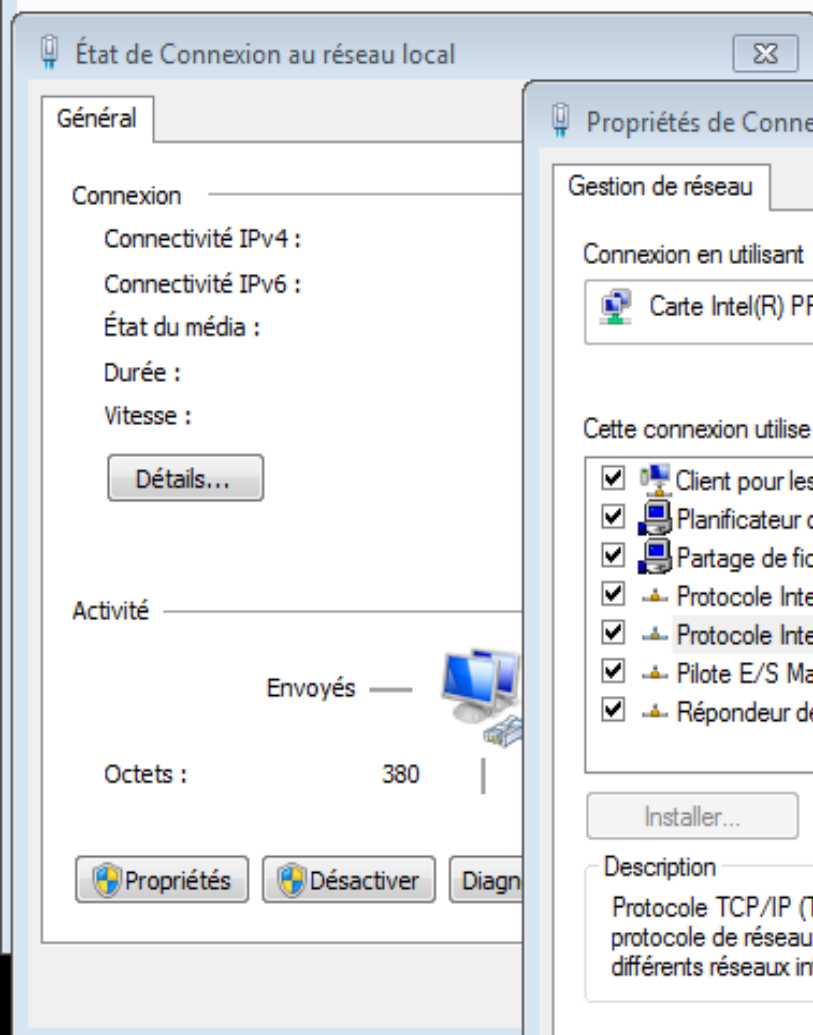 État de Connexion au réseau local
Général
Connexion
Connectivité IPv4 :
Connectivité IPv6 :
État du média :
Durée :
Vitesse :
Détails...
Activité
Envoyés
Octets : 380
Propriétés
Désactiver
Diagn
Propriétés de Conne
Gestion de réseau
Connexion en utilisant
Carte Intel(R) PR
Cette connexion utilise
Client pour les
Planificateur
Partage de fic
Protocole Inte
Protocole Inte
Pilote E/S Ma
Répondeur de
Installer...
Description
Protocole TCP/IP (T
protocole de réseau
différents réseaux int